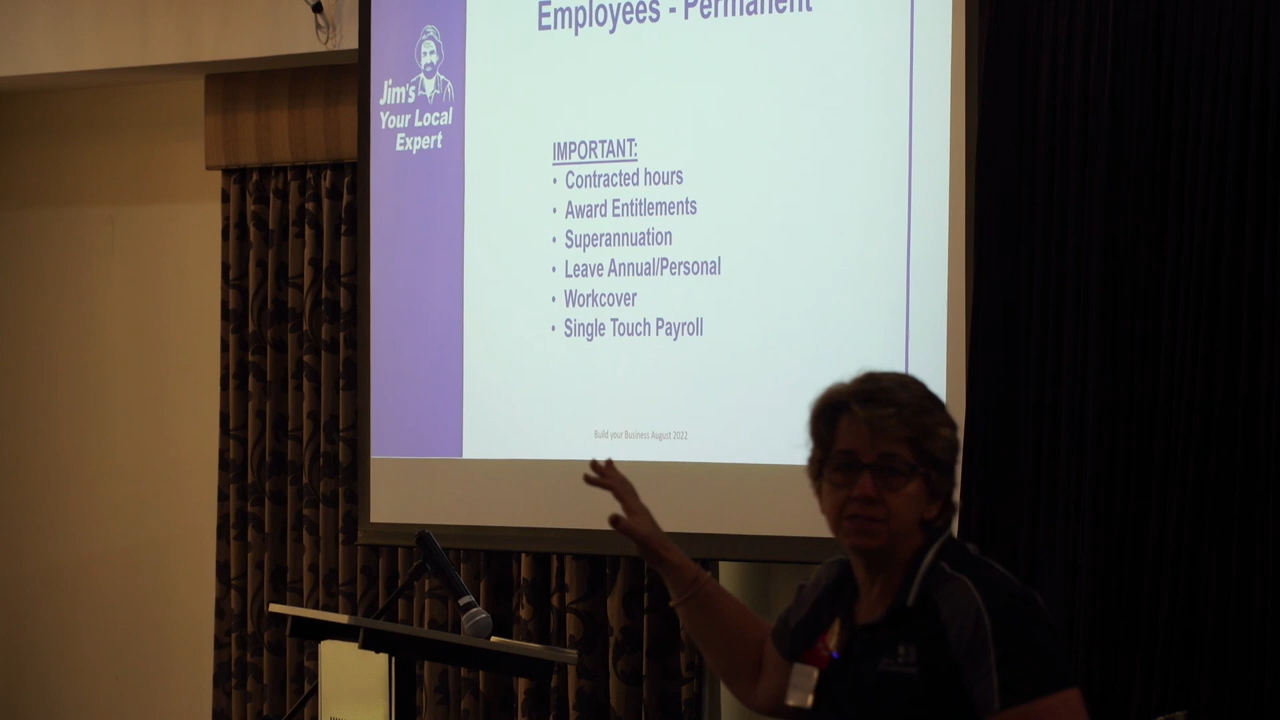 Employees - Permanent
Jim's
Your Local
Expert
IMPORTANT:
• Contracted hours
• Award Entitlements
• Superannuation
• Leave Annual/Personal
• Workcover
• Single Touch Payroll
Build your Business August 2022